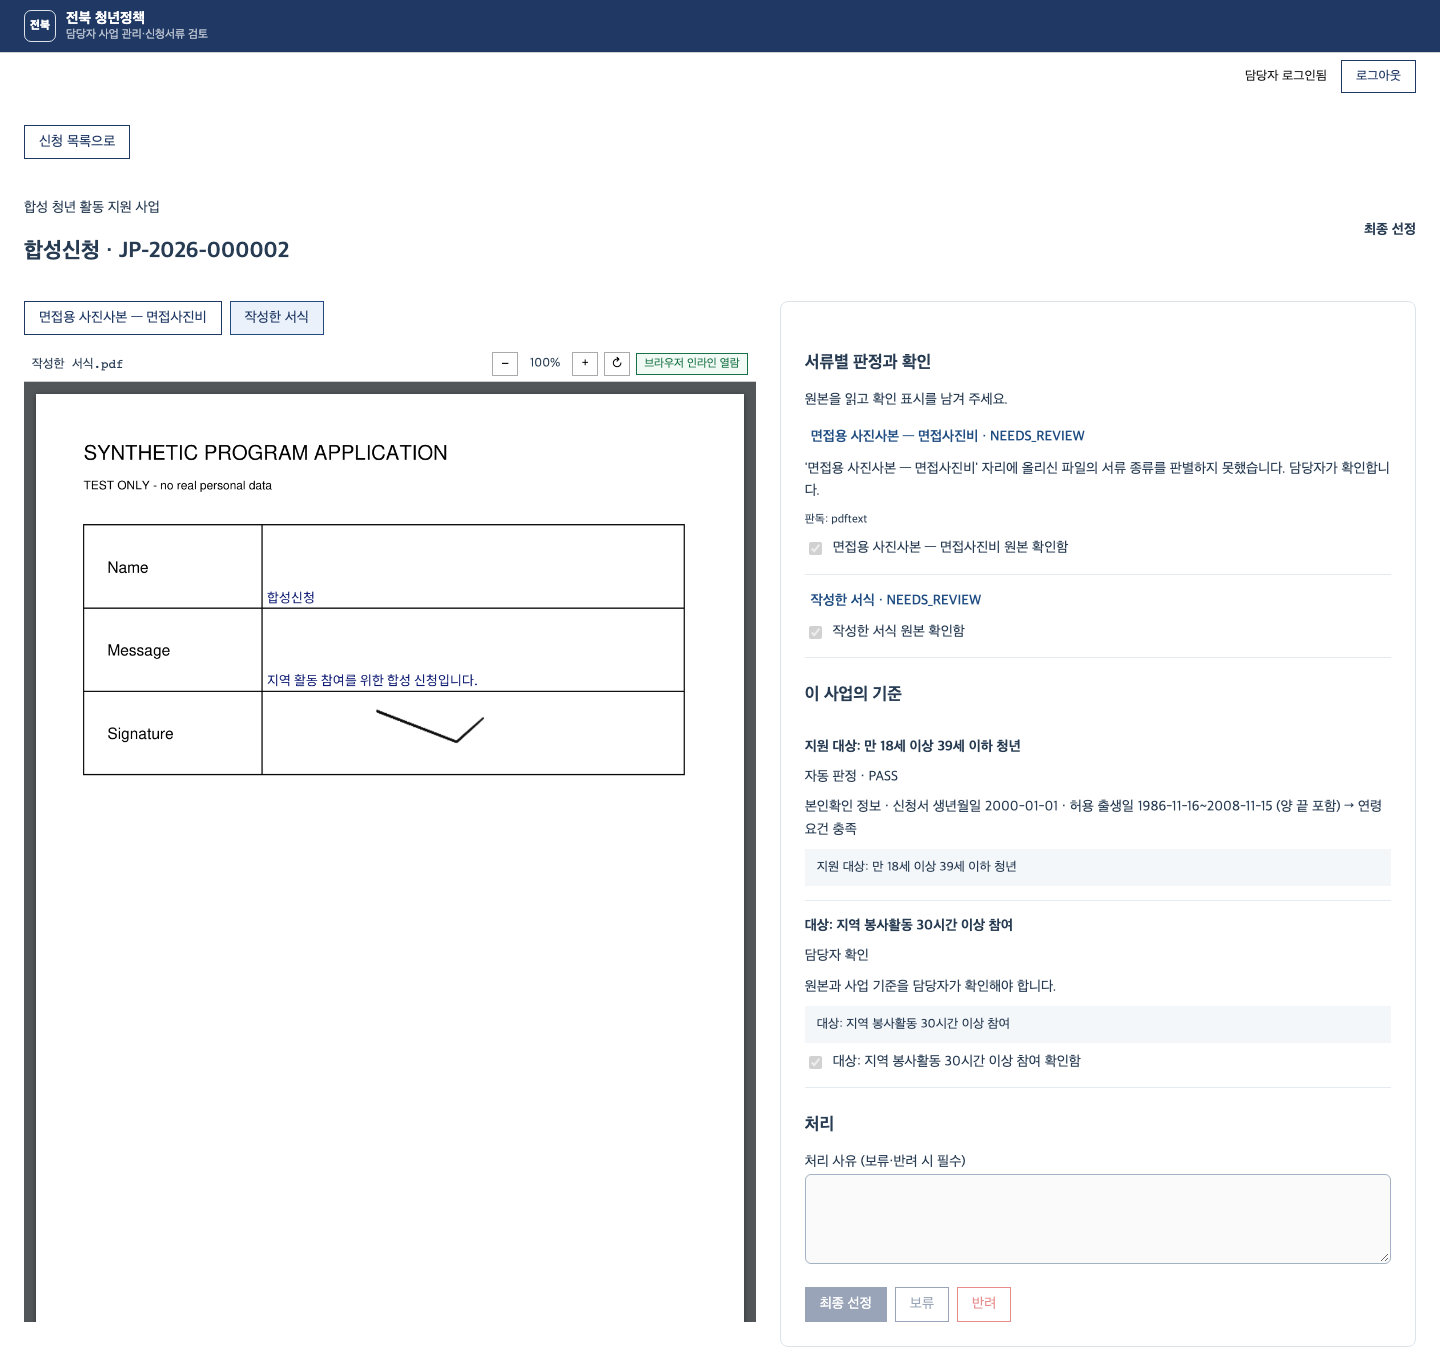 전북
전북 청년정책
담당자 사업 관리·신청서류 검토
담당자 로그인됨
로그아웃
신청 목록으로
합성 청년 활동 지원 사업
합성신청 · JP-2026-000002
최종 선정
면접용 사진사본 — 면접사진비
작성한 서식
작성한 서식.pdf
−
100%
+
↻
브라우저 인라인 열람
SYNTHETIC PROGRAM APPLICATION
TEST ONLY - no real personal data
Name
합성신청
Message
지역 활동 참여를 위한 합성 신청입니다.
Signature
서류별 판정과 확인
원본을 읽고 확인 표시를 남겨 주세요.
면접용 사진사본 — 면접사진비 · NEEDS_REVIEW
'면접용 사진사본 — 면접사진비' 자리에 올리신 파일의 서류 종류를 판별하지 못했습니다. 담당자가 확인합니
다.
판독: pdftext
면접용 사진사본 — 면접사진비 원본 확인함
작성한 서식 · NEEDS_REVIEW
작성한 서식 원본 확인함
이 사업의 기준
지원 대상: 만 18세 이상 39세 이하 청년
자동 판정 · PASS
본인확인 정보 · 신청서 생년월일 2000-01-01 · 허용 출생일 1986-11-16~2008-11-15 (양 끝 포함) → 연령
요건 충족
지원 대상: 만 18세 이상 39세 이하 청년
대상: 지역 봉사활동 30시간 이상 참여
담당자 확인
원본과 사업 기준을 담당자가 확인해야 합니다.
대상: 지역 봉사활동 30시간 이상 참여
대상: 지역 봉사활동 30시간 이상 참여 확인함
처리
처리 사유 (보류·반려 시 필수)
최종 선정
보류
반려